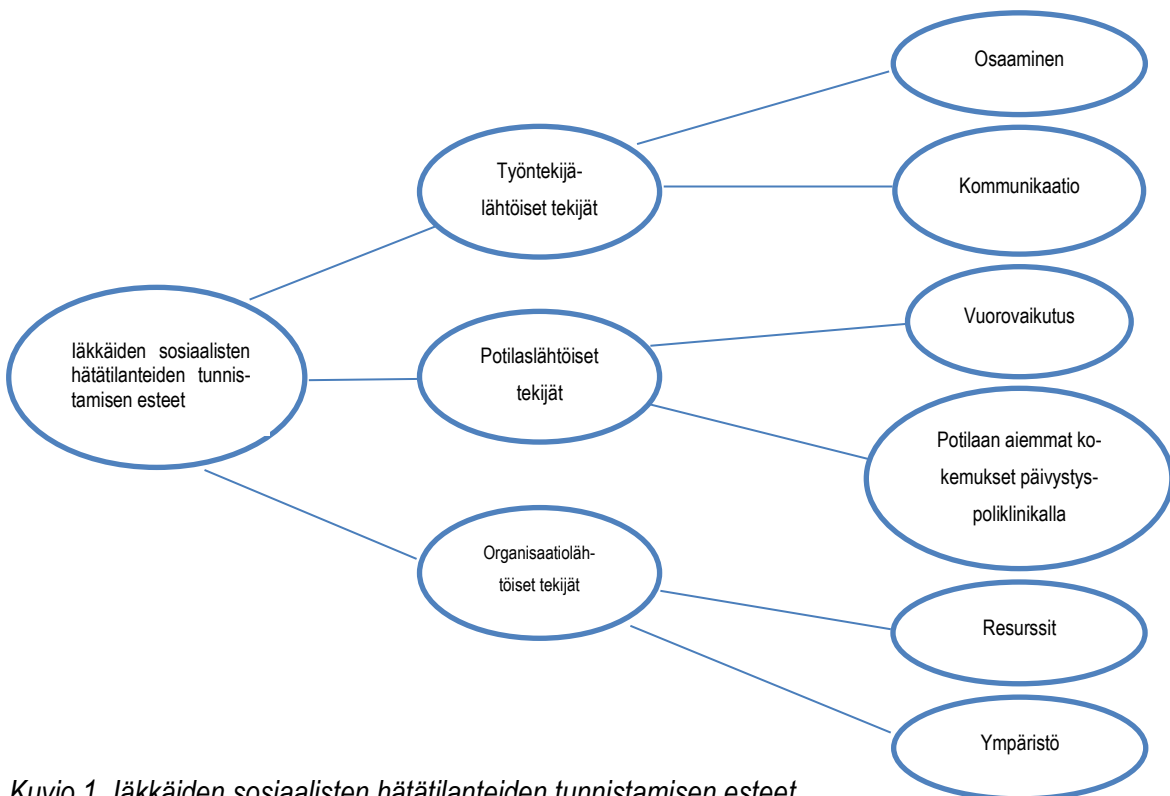 Osaaminen
Työntekijä-
lähtöiset tekijät
Kommunikaatio
Vuorovaikutus
Iäkkäiden sosiaalisten
hätätilanteiden tunnis-
tamisen esteet
Potilaslähtöiset
tekijät
Potilaan aiemmat ko-
kemukset päivystys-
poliklinikalla
Organisaatioläh-
töiset tekijät
Resurssit
Ympäristö
Kuvio 1. Iäkkäiden sosiaalisten hätätilanteiden tunnistamisen esteet